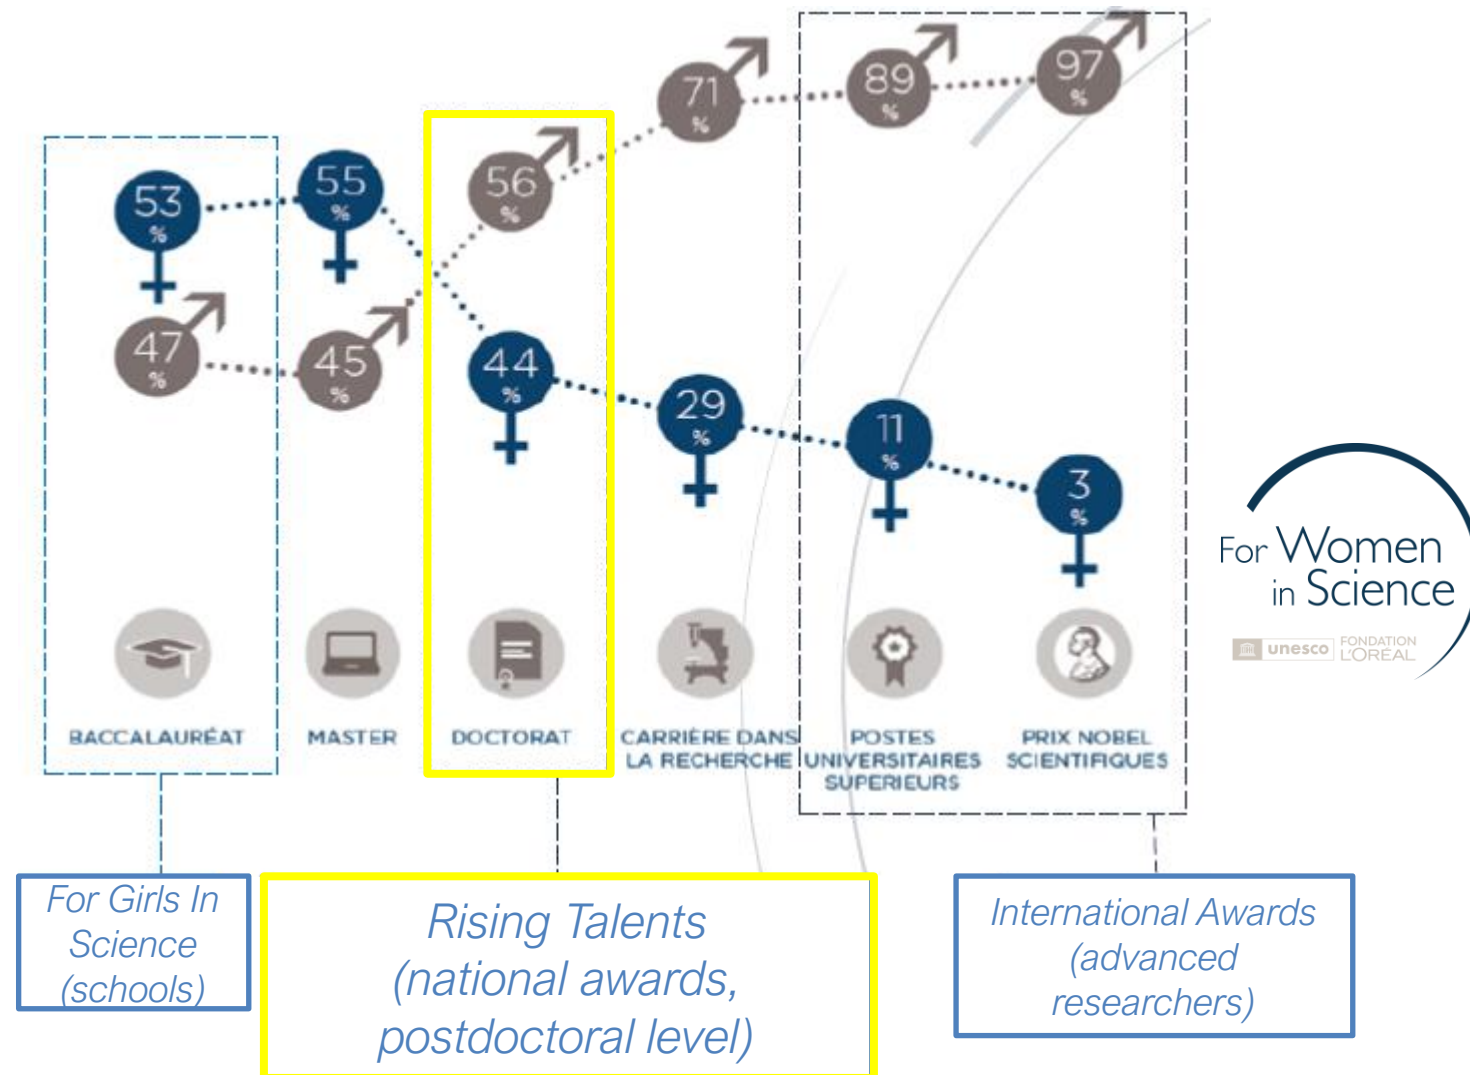 53
%
47
%
55
%
45
%
56
%
44
%
71
%
29
%
89
%
11
%
97
%
3
%
BACCALAURÉAT
MASTER
DOCTORAT
CARRIÈRE DANS
LA RECHERCHE
POSTES
UNIVERSITAIRES
SUPERIEURS
PRIX NOBEL
SCIENTIFIQUES
For Women
in Science
unesco
FONDATION
L'ORÉAL
For Girls In
Science
(schools)
Rising Talents
(national awards,
postdoctoral level)
International Awards
(advanced
researchers)